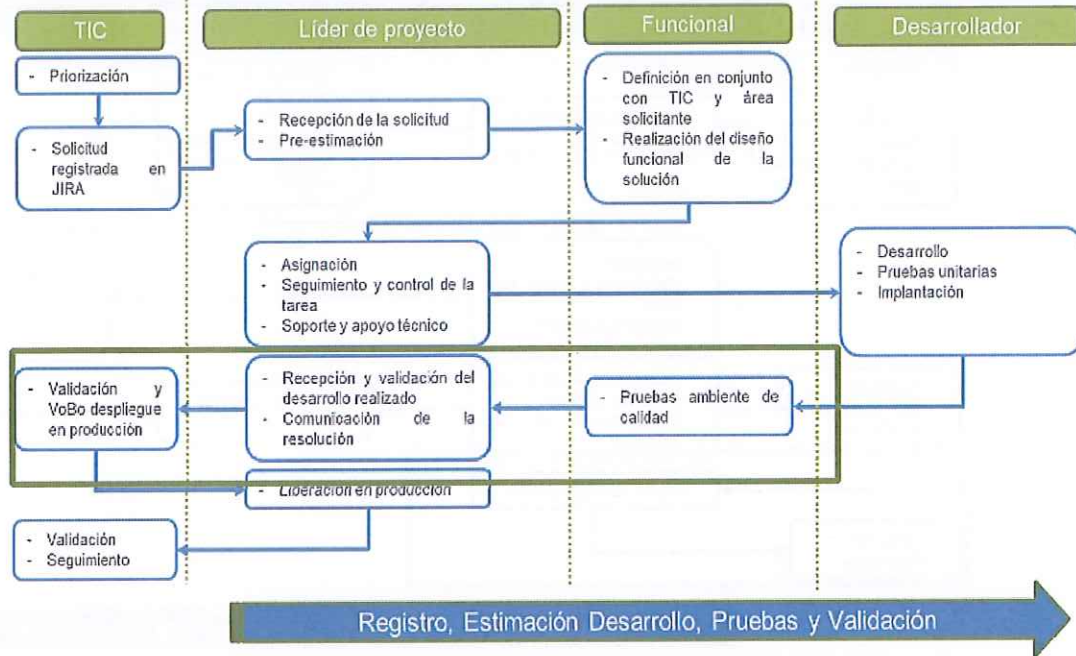 TIC
Líder de proyecto
Funcional
Desarrollador
- Priorización
- Solicitud
registrada en
JIRA
- Recepción de la solicitud
- Pre-estimación
- Definición en conjunto
con TIC y área
solicitante
- Realización del diseño
funcional de la
solución
- Asignación
- Seguimiento y control de la
tarea
- Soporte y apoyo técnico
- Desarrollo
- Pruebas unitarias
- Implantación
- Pruebas ambiente de
calidad
- Recepción y validación del
desarrollo realizado
- Comunicación de la
resolución
- Validación y
VoBo despliegue
en producción
- Liberación en producción
- Validación
- Seguimiento
Registro, Estimación Desarrollo, Pruebas y Validación